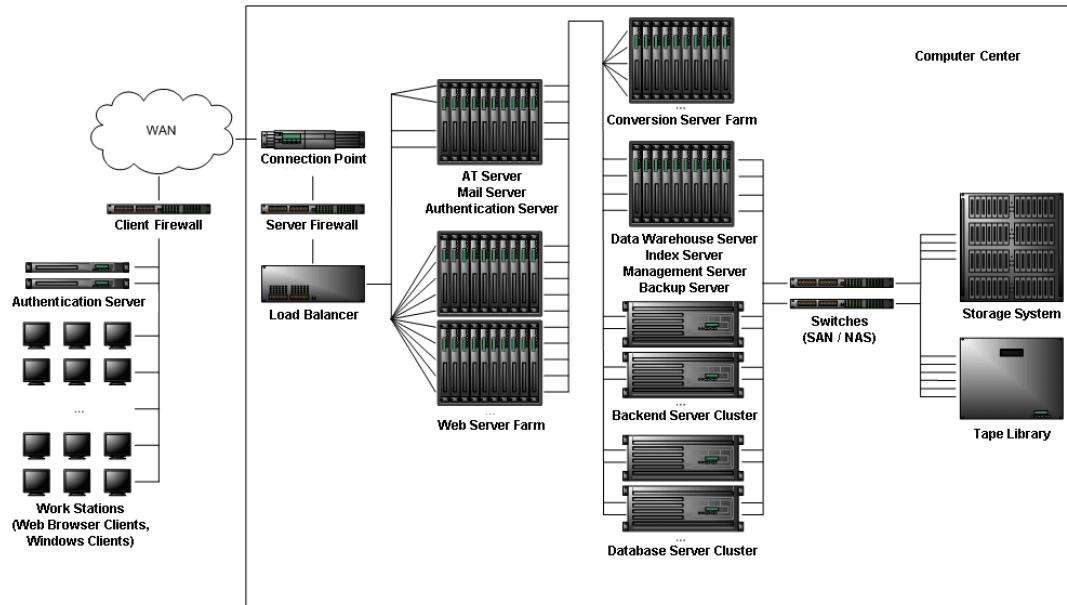 Computer Center
WAN
Connection Point
Client Firewall
Server Firewall
Authentication Server
Load Balancer
...
Work Stations
(Web Browser Clients,
Windows Clients)
AT Server
Mail Server
Authentication Server
...
Web Server Farm
...
Conversion Server Farm
Data Warehouse Server
Index Server
Management Server
Backup Server
...
Backend Server Cluster
...
Database Server Cluster
Switches
(SAN / NAS)
Storage System
Tape Library